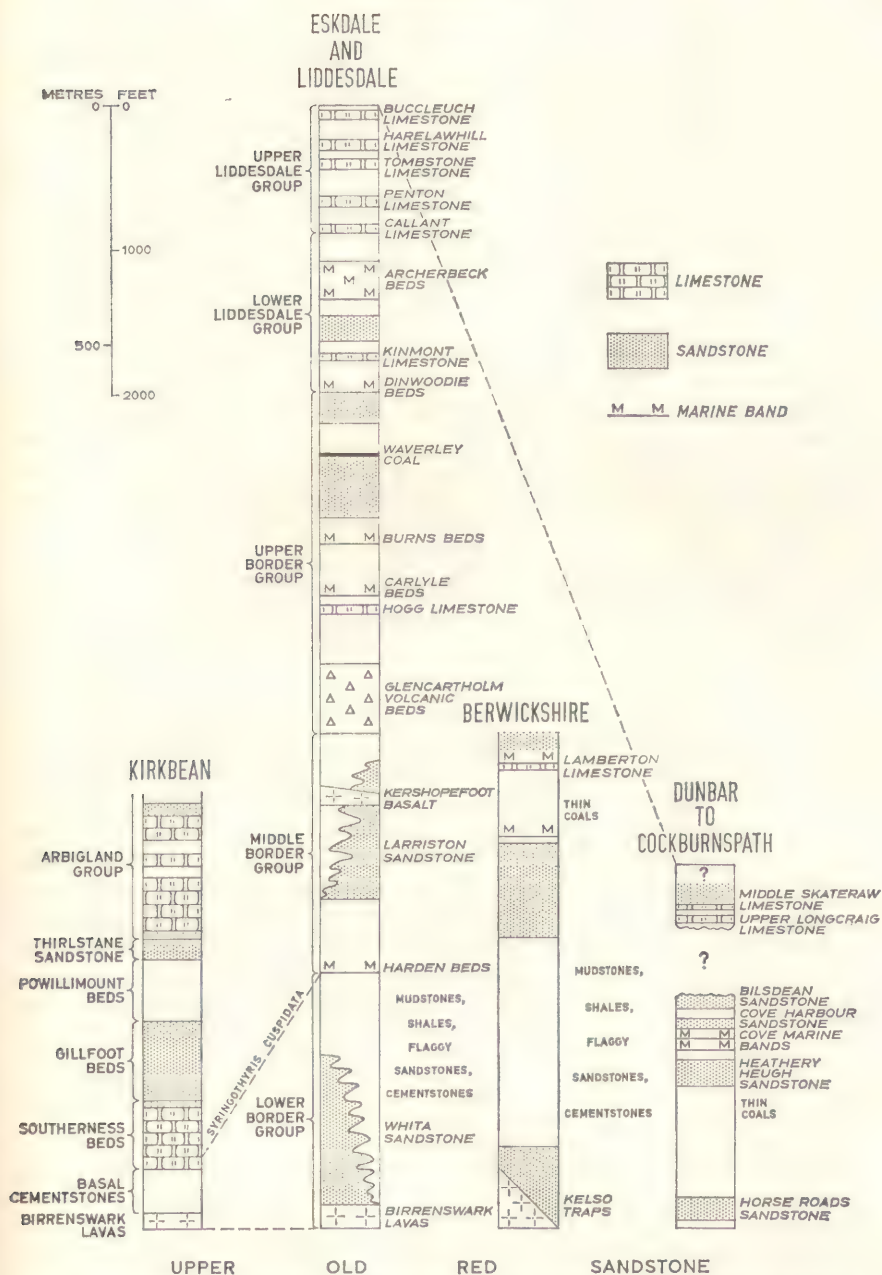 ESKDALE
AND
LIDDESDALE
METRES FEET
0 0
1000
500
2000
UPPER
LIDDESDALE
GROUP
LOWER
LIDDESDALE
GROUP
UPPER
BORDER
GROUP
MIDDLE
BORDER
GROUP
LOWER
BORDER
GROUP
BUCCLEUCH
LIMESTONE
HARELAWHILL
LIMESTONE
TOMBSTONE
LIMESTONE
PENTON
LIMESTONE
CALLANT
LIMESTONE
M M
M
M M
ARCHERBECK
BEDS
KINMONT
LIMESTONE
M M
DINWOODIE
BEDS
WAVERLEY
COAL
M M
BURNS BEDS
M M
CARLYLE
BEDS
HOGG LIMESTONE
GLENCARTHOLM
VOLCANIC
BEDS
KERSHOPEFOOT
BASALT
LARRISTON
SANDSTONE
M M
HARDEN BEDS
MUDSTONES,
SHALES,
FLAGGY
SANDSTONES,
CEMENTSTONES
WHITA
SANDSTONE
BIRRENSWARK
LAVAS
LIMESTONE
SANDSTONE
M M MARINE BAND
KIRKBEAN
ARBIGLAND
GROUP
THIRLSTANE
SANDSTONE
POWILLIMOUNT
BEDS
GILLFOOT
BEDS
SOUTHERNESS
BEDS
BASAL
CEMENTSTONES
BIRRENSWARK
LAVAS
SYRINGOTHYRIS CUSPIDATA
BERWICKSHIRE
M M
LAMBERTON
LIMESTONE
THIN
COALS
M M
MUDSTONES,
SHALES,
FLAGGY
SANDSTONES,
CEMENTSTONES
KELSO
TRAPS
DUNBAR
TO
COCKBURNSPATH
?
MIDDLE SKATERAW
LIMESTONE
UPPER LONGCRAIG
LIMESTONE
?
BILSDEAN
SANDSTONE
COVE HARBOUR
SANDSTONE
M M
M M
COVE MARINE
BANDS
HEATHERY
HEUGH
SANDSTONE
THIN
COALS
HORSE ROADS
SANDSTONE
UPPER OLD RED SANDSTONE